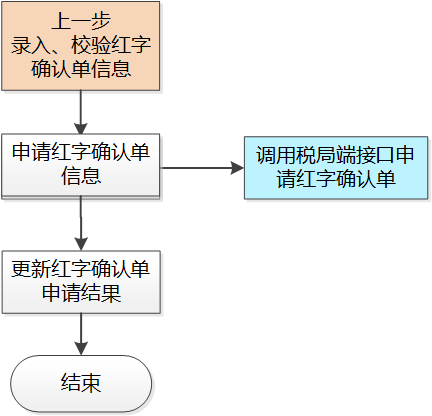 上一步
录入、校验红字
确认单信息
申请红字确认单
信息
调用税局端接口申
请红字确认单
更新红字确认单
申请结果
结束